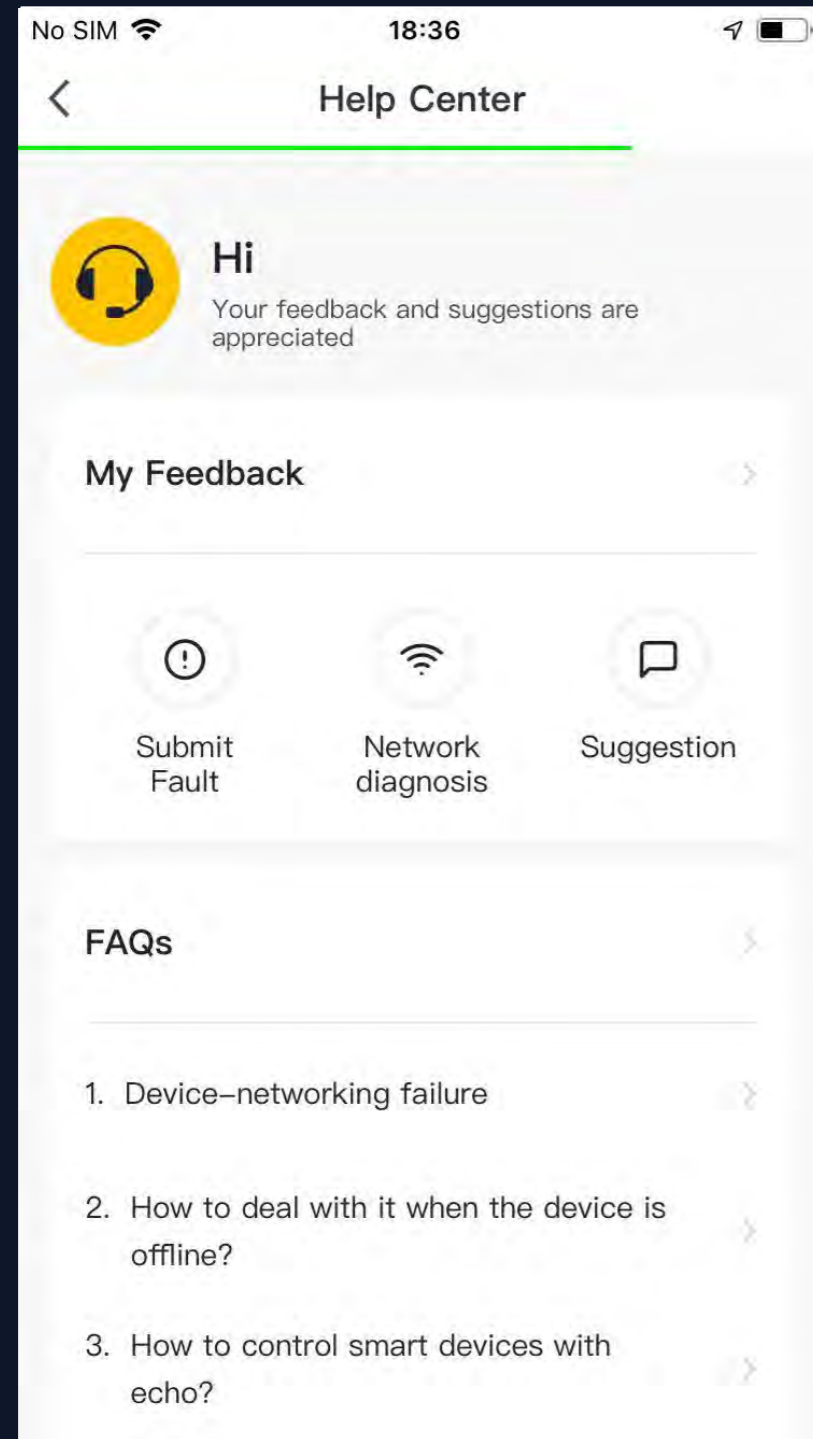 No SIM 18:36
Help Center
Hi
Your feedback and suggestions are
appreciated
My Feedback
Submit
Fault
Network
diagnosis
Suggestion
FAQs
1. Device–networking failure
2. How to deal with it when the device is
offline?
3. How to control smart devices with
echo?